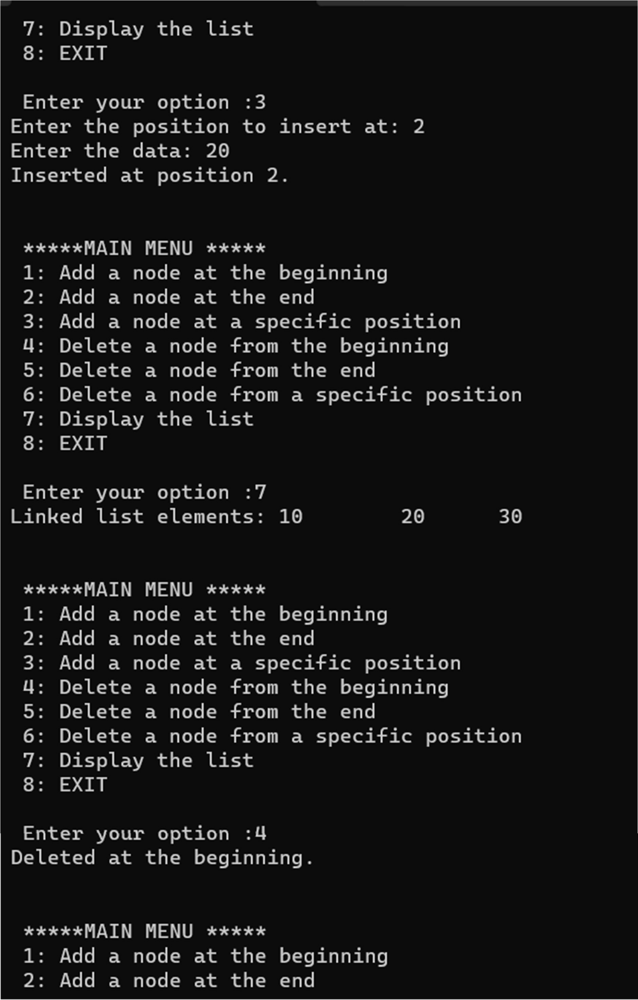 7: Display the list
8: EXIT
Enter your option :3
Enter the position to insert at: 2
Enter the data: 20
Inserted at position 2.
*****MAIN MENU *****
1: Add a node at the beginning
2: Add a node at the end
3: Add a node at a specific position
4: Delete a node from the beginning
5: Delete a node from the end
6: Delete a node from a specific position
7: Display the list
8: EXIT
Enter your option :7
Linked list elements: 10 20 30
*****MAIN MENU *****
1: Add a node at the beginning
2: Add a node at the end
3: Add a node at a specific position
4: Delete a node from the beginning
5: Delete a node from the end
6: Delete a node from a specific position
7: Display the list
8: EXIT
Enter your option :4
Deleted at the beginning.
*****MAIN MENU *****
1: Add a node at the beginning
2: Add a node at the end